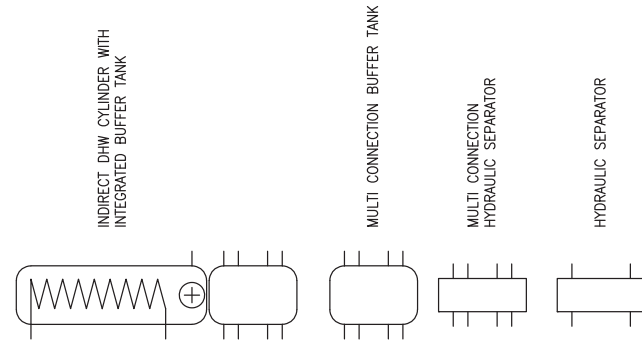 INDIRECT DHW CYLINDER WITH
INTEGRATED BUFFER TANK
MULTI CONNECTION BUFFER TANK
MULTI CONNECTION
HYDRAULIC SEPARATOR
HYDRAULIC SEPARATOR